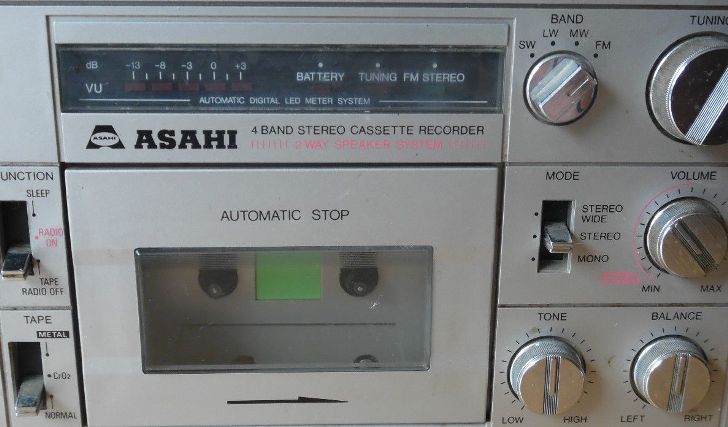 dB -13 -8 -3 0 +3
VU
BATTERY TUNING FM STEREO
AUTOMATIC DIGITAL LED METER SYSTEM
ASAHI ASAHI
4 BAND STEREO CASSETTE RECORDER
2 WAY SPEAKER SYSTEM
BAND
SW LW MW FM
TUNIN
UNCTION
SLEEP
RADIO
ON
TAPE
RADIO OFF
TAPE
METAL
CrO2
NORMAL
AUTOMATIC STOP
MODE
STEREO
WIDE
STEREO
MONO
VOLUME
MIN MAX
TONE
LOW HIGH
BALANCE
LEFT RIGHT